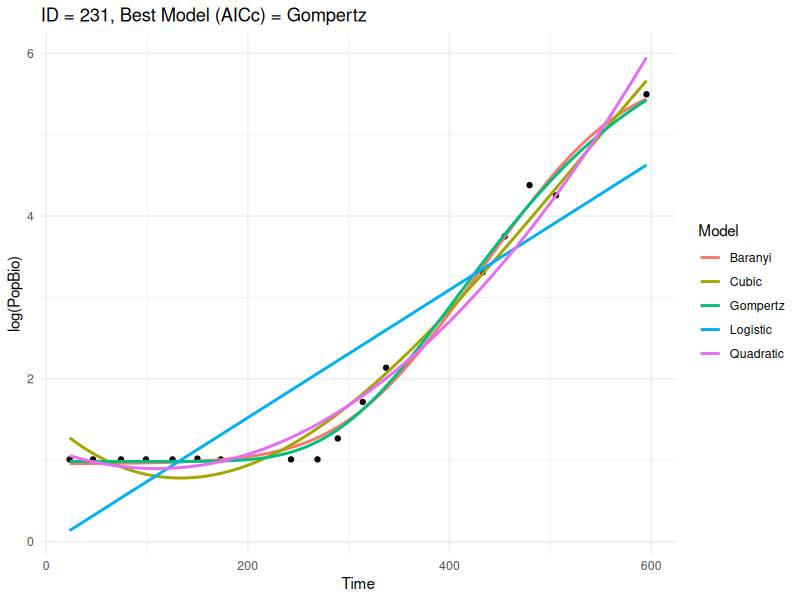 ID = 231, Best Model (AICc) = Gompertz
6
4
2
0
log(PopBio)
0
200
400
600
Time
Model
Baranyi
Cubic
Gompertz
Logistic
Quadratic